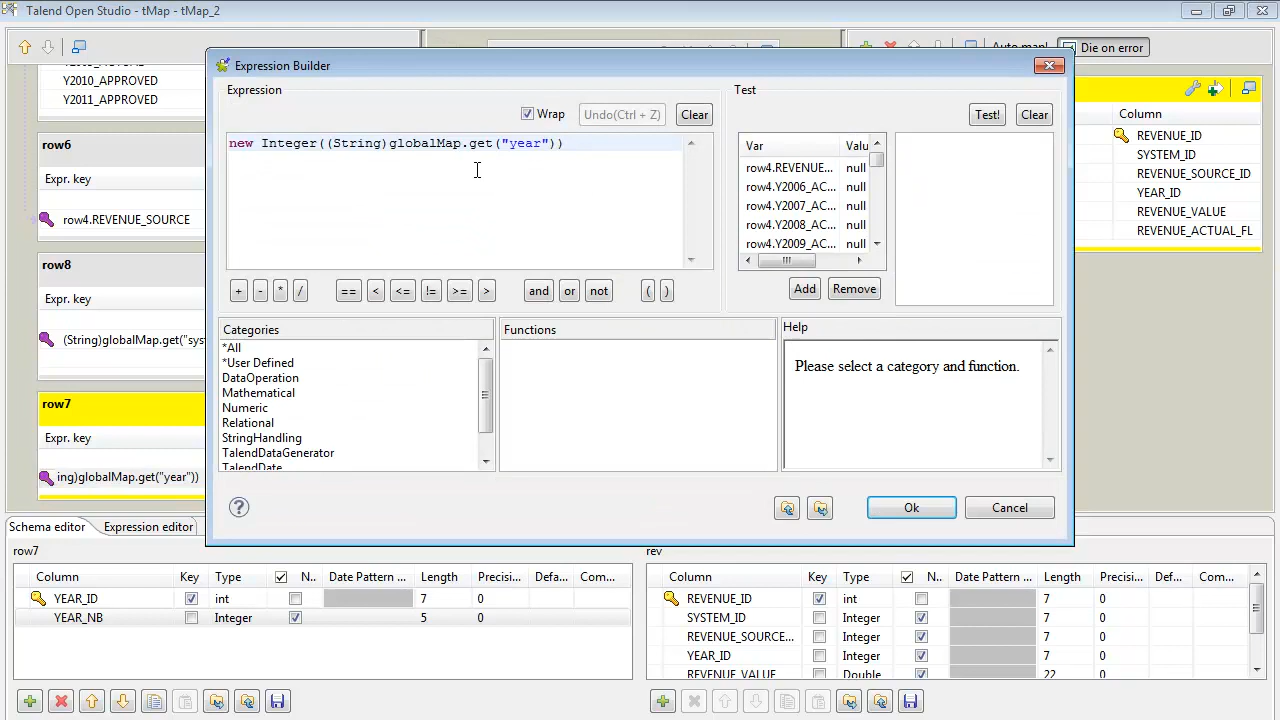 Talend Open Studio - tMap - tMap_2
Die on error
Y2010_APPROVED
Y2011_APPROVED
row6
Expr. key
row4.REVENUE_SOURCE
row8
Expr. key
(String)globalMap.get("sys
row7
Expr. key
ing)globalMap.get("year"))
Expression Builder
Expression
Wrap
Undo(Ctrl + Z)
Clear
new Integer((String)globalMap.get("year"))
+ - * / == < <= != >= > and or not ( )
Test
Test!
Clear
Var Valu
row4.REVENUE... null
row4.Y2006_AC... null
row4.Y2007_AC... null
row4.Y2008_AC... null
row4.Y2009_AC... null
Add
Remove
Categories
*All
*User Defined
DataOperation
Mathematical
Numeric
Relational
StringHandling
TalendDataGenerator
TalendDate
Functions
Help
Please select a category and function.
?
Ok
Cancel
Column
REVENUE_ID
SYSTEM_ID
REVENUE_SOURCE_ID
YEAR_ID
REVENUE_VALUE
REVENUE_ACTUAL_FL
Schema editor
Expression editor
row7
Column Key Type N.. Date Pattern ... Length Precisi... Defa... Com...
YEAR_ID int 7 0
YEAR_NB Integer 5 0
rev
Column Key Type N.. Date Pattern ... Length Precisi... Def... Com...
REVENUE_ID int 7 0
SYSTEM_ID Integer 7 0
REVENUE_SOURCE... Integer 7 0
YEAR_ID Integer 7 0
REVENUE_VALUE Double 22 0